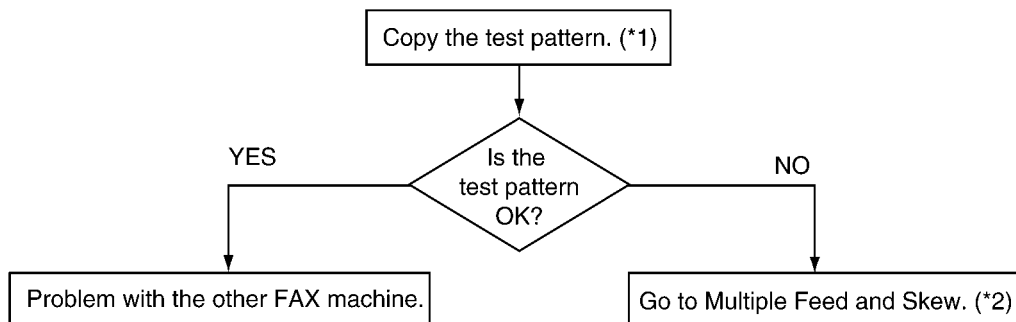 Copy the test pattern. (*1)
Is the
test pattern
OK?
YES
NO
Problem with the other FAX machine.
Go to Multiple Feed and Skew. (*2)